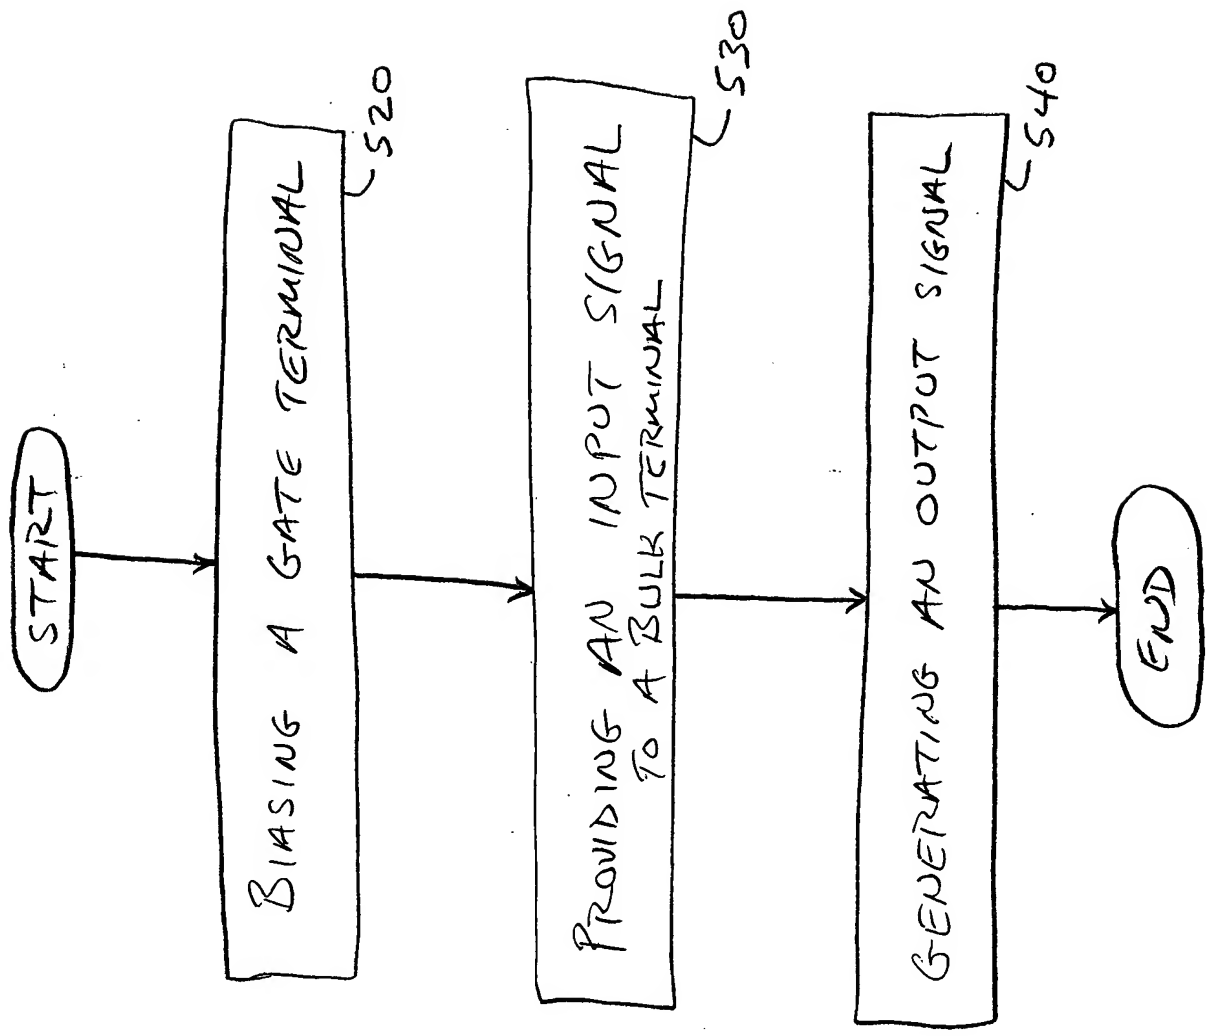 START
BIASING A GATE TERMINAL
520
PROVIDING AN INPUT SIGNAL
TO A BULK TERMINAL
530
GENERATING AN OUTPUT SIGNAL
540
END